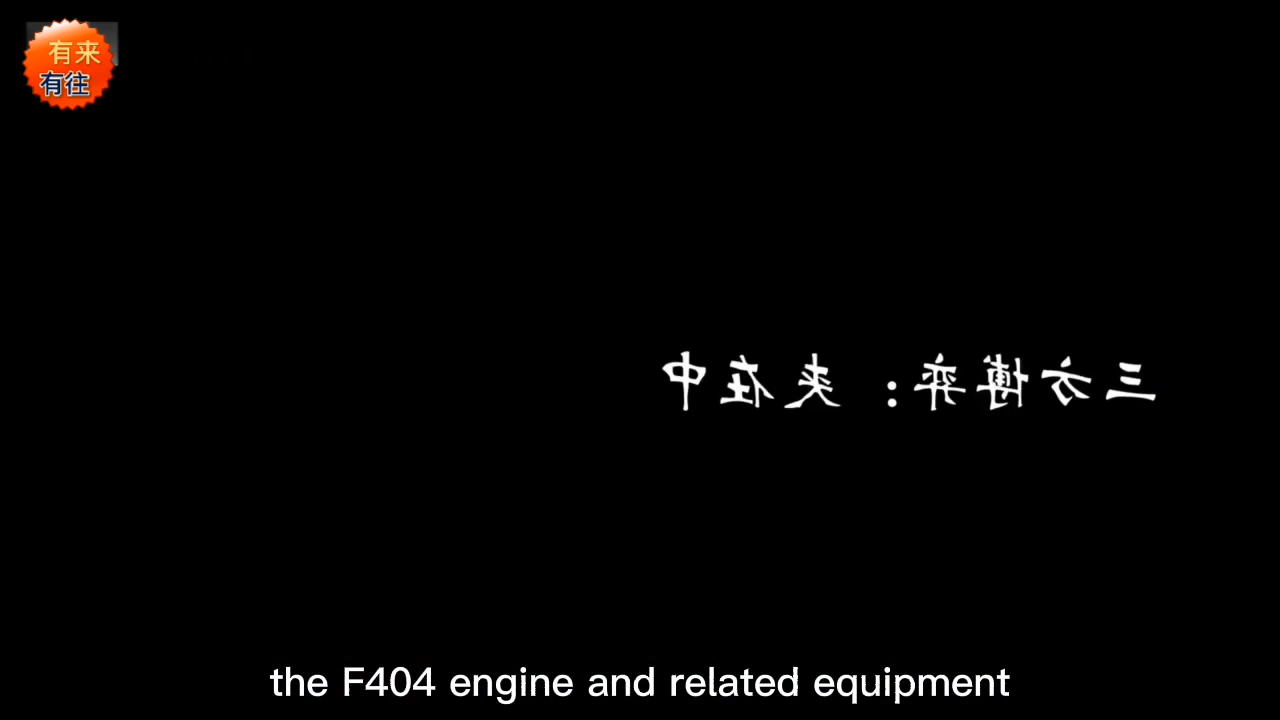 有来
有往
三方博弈：夹在中
the F404 engine and related equipment